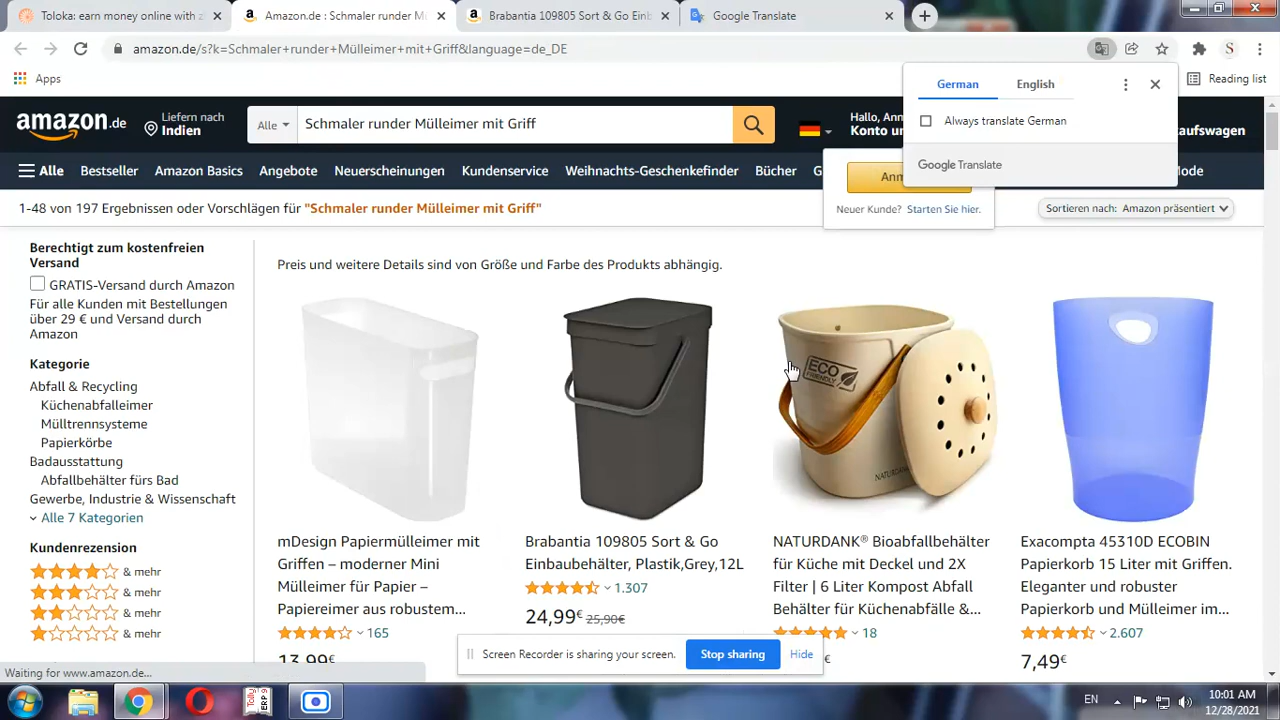 Toloka: earn money online with z
Amazon.de : Schmaler runder M
Brabantia 109805 Sort & Go Einb
Google Translate
amazon.de/s?k=Schmaler+runder+Mülleimer+mit+Griff&language=de_DE
S
Apps
Reading list
German
English
Always translate German
Google Translate
amazon.de
Liefern nach
Indien
Alle
Schmaler runder Mülleimer mit Griff
Hallo, Ann
Konto un
kaufswagen
Alle
Bestseller
Amazon Basics
Angebote
Neuerscheinungen
Kundenservice
Weihnachts-Geschenkefinder
Bücher
G
Mode
Anm
Neuer Kunde? Starten Sie hier.
1-48 von 197 Ergebnisen oder Vorschlägen für "Schmaler runder Mülleimer mit Griff"
Sortieren nach: Amazon präsentiert
Berechtigt zum kostenfreien
Versand
GRATIS-Versand durch Amazon
Für alle Kunden mit Bestellungen
über 29 € und Versand durch
Amazon
Kategorie
Abfall & Recycling
Küchenabfalleimer
Mülltrennsysteme
Papierkörbe
Badausstattung
Abfallbehälter fürs Bad
Gewerbe, Industrie & Wissenschaft
Alle 7 Kategorien
Kundenrezension
& mehr
& mehr
& mehr
& mehr
Preis und weitere Details sind von Größe und Farbe des Produkts abhängig.
ECO
FRIENDLY
NATURDANK
mDesign Papiermülleimer mit
Griffen – moderner Mini
Mülleimer für Papier –
Papiereimer aus robustem...
165
13,99€
Brabantia 109805 Sort & Go
Einbaubehälter, Plastik,Grey,12L
1.307
24,99€ 25,90€
NATURDANK® Bioabfallbehälter
für Küche mit Deckel und 2X
Filter | 6 Liter Kompost Abfall
Behälter für Küchenabfälle &...
18
€
Exacompta 45310D ECOBIN
Papierkorb 15 Liter mit Griffen.
Eleganter und robuster
Papierkorb und Mülleimer im...
2.607
7,49€
Screen Recorder is sharing your screen.
Stop sharing
Hide
Waiting for www.amazon.de...
Tally
ERP 9
EN
10:01 AM
12/28/2021